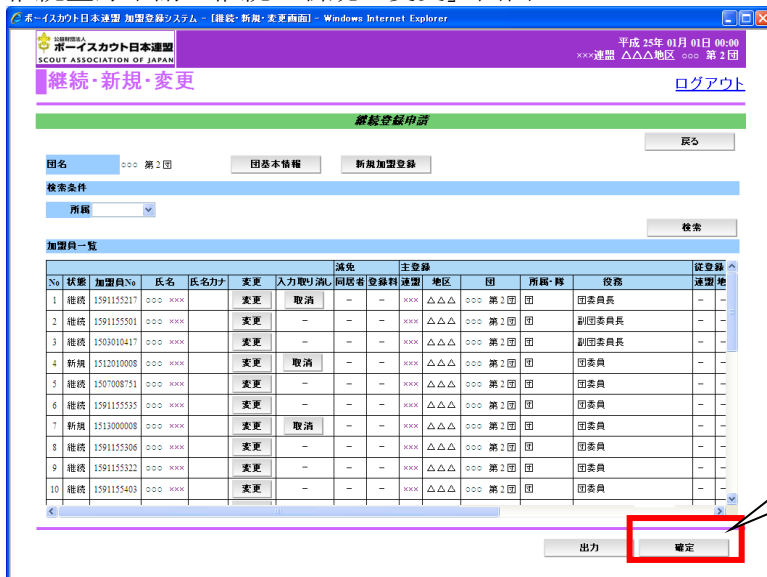 ボーイスカウト日本連盟 加盟登録システム - [継続・新規・変更画面] - Windows Internet Explorer
公益財団法人
ボーイスカウト日本連盟
SCOUT ASSOCIATION OF JAPAN
平成 25年 01月 01日 00:00
×××連盟 △△△地区 ○○○ 第 2 団
継続・新規・変更
ログアウト
継続登録申請
戻る
団名 ○○○ 第 2 団 団基本情報 新規加盟登録
検索条件
所属
検索
加盟員一覧
減免 主登録 従登録
No 状態 加盟員No 氏名 氏名カナ 変更 入力取り消し 同居者 登録料 連盟 地区 団 所属・隊 役務 連盟 地
1 継続 1591155217 ○○○ ××× 変更 取消 － － ××× △△△ ○○○ 第 2 団 団 団委員長 － －
2 継続 1591155501 ○○○ ××× 変更 － － － ××× △△△ ○○○ 第 2 団 団 副団委員長 － －
3 継続 1503010417 ○○○ ××× 変更 － － － ××× △△△ ○○○ 第 2 団 団 副団委員長 － －
4 新規 1512010008 ○○○ ××× 変更 取消 － － ××× △△△ ○○○ 第 2 団 団 団委員 － －
5 継続 1507008751 ○○○ ××× 変更 － － － ××× △△△ ○○○ 第 2 団 団 団委員 － －
6 継続 1591155535 ○○○ ××× 変更 － － － ××× △△△ ○○○ 第 2 団 団 団委員 － －
7 新規 1513000008 ○○○ ××× 変更 取消 － － ××× △△△ ○○○ 第 2 団 団 団委員 － －
8 継続 1591155306 ○○○ ××× 変更 － － － ××× △△△ ○○○ 第 2 団 団 団委員 － －
9 継続 1591155322 ○○○ ××× 変更 － － － ××× △△△ ○○○ 第 2 団 団 団委員 － －
10 継続 1591155403 ○○○ ××× 変更 － － － ××× △△△ ○○○ 第 2 団 団 団委員 － －
出力 確定